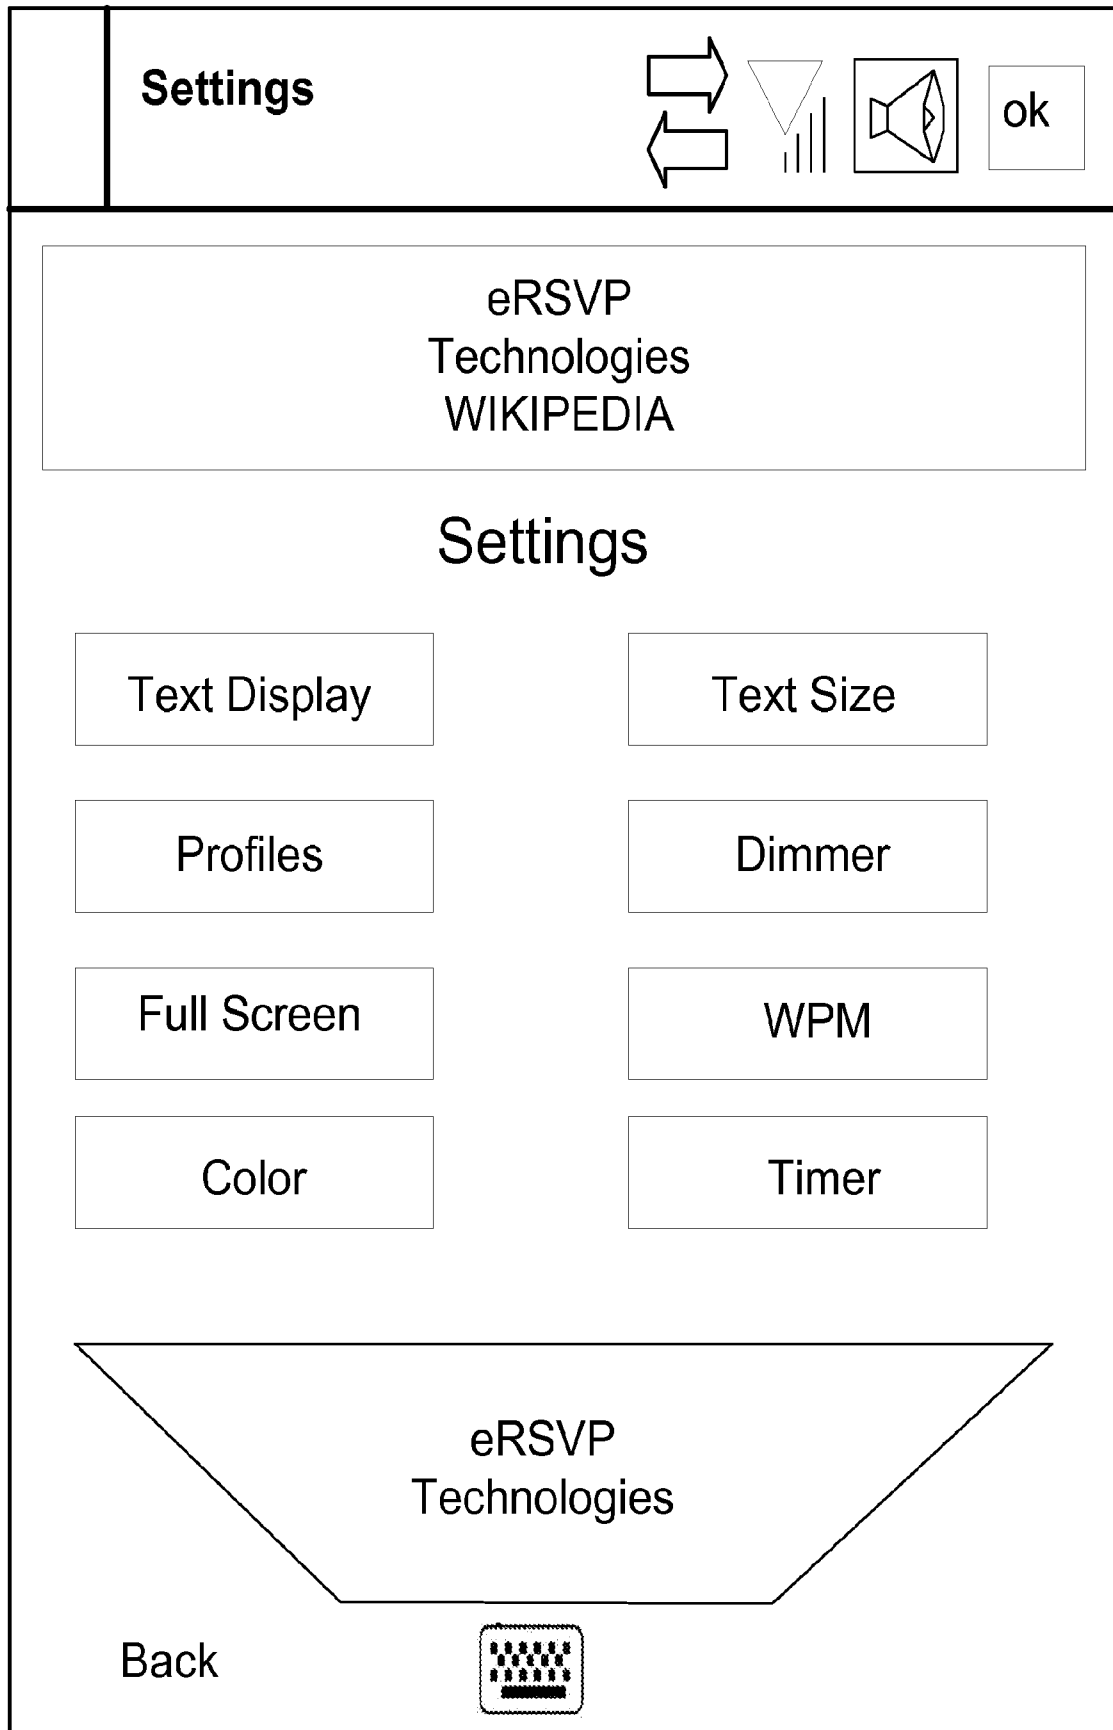 Settings
ok
eRSVP
Technologies
WIKIPEDIA
Settings
Text Display
Text Size
Profiles
Dimmer
Full Screen
WPM
Color
Timer
eRSVP
Technologies
Back